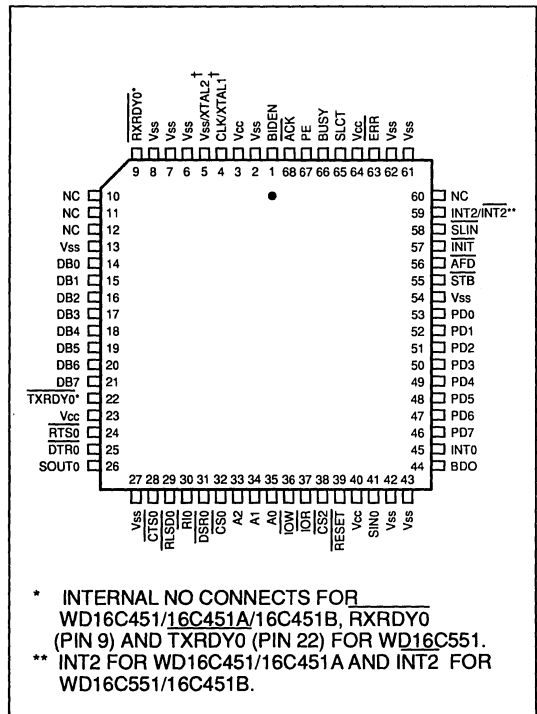 RXRDY0*
Vss
Vss
Vss
Vss/XTAL2†
CLK/XTAL1†
Vcc
Vss
BIDEN
ACK
PE
BUSY
SLCT
Vcc
ERR
Vss
Vss
9 8 7 6 5 4 3 2 1 68 67 66 65 64 63 62 61
NC 10
NC 11
NC 12
Vss 13
DB0 14
DB1 15
DB2 16
DB3 17
DB4 18
DB5 19
DB6 20
DB7 21
TXRDY0* 22
Vcc 23
RTS0 24
DTR0 25
SOUT0 26
60 NC
59 INT2/INT2**
58 SLIN
57 INIT
56 AFD
55 STB
54 Vss
53 PD0
52 PD1
51 PD2
50 PD3
49 PD4
48 PD5
47 PD6
46 PD7
45 INT0
44 BDO
27 28 29 30 31 32 33 34 35 36 37 38 39 40 41 42 43
Vss
CTS0
RLSD0
RI0
DSR0
CS0
A2
A1
A0
IOW
IOR
CS2
RESET
Vcc
SIN0
Vss
Vss
* INTERNAL NO CONNECTS FOR
WD16C451/16C451A/16C451B, RXRDY0
(PIN 9) AND TXRDY0 (PIN 22) FOR WD16C551.
** INT2 FOR WD16C451/16C451A AND INT2 FOR
WD16C551/16C451B.